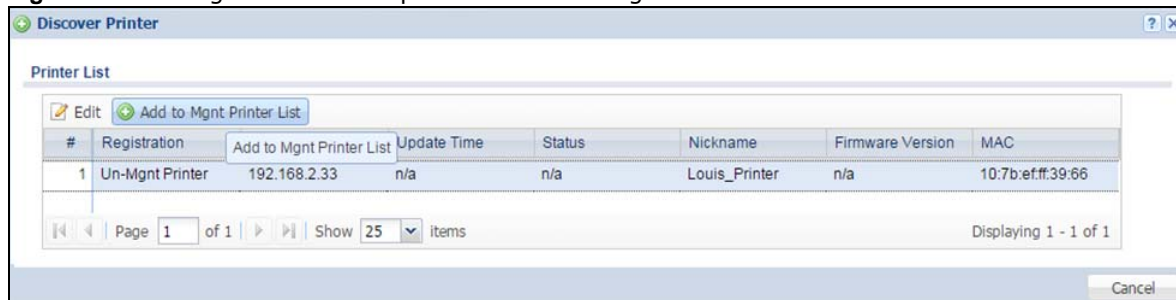 Discover Printer
Printer List
Edit Add to Mgnt Printer List
# Registration Update Time Status Nickname Firmware Version MAC
Add to Mgnt Printer List
1 Un-Mgnt Printer 192.168.2.33 n/a n/a Louis_Printer n/a 10:7b:ef:ff:39:66
Page 1 of 1 Show 25 items Displaying 1 - 1 of 1
Cancel